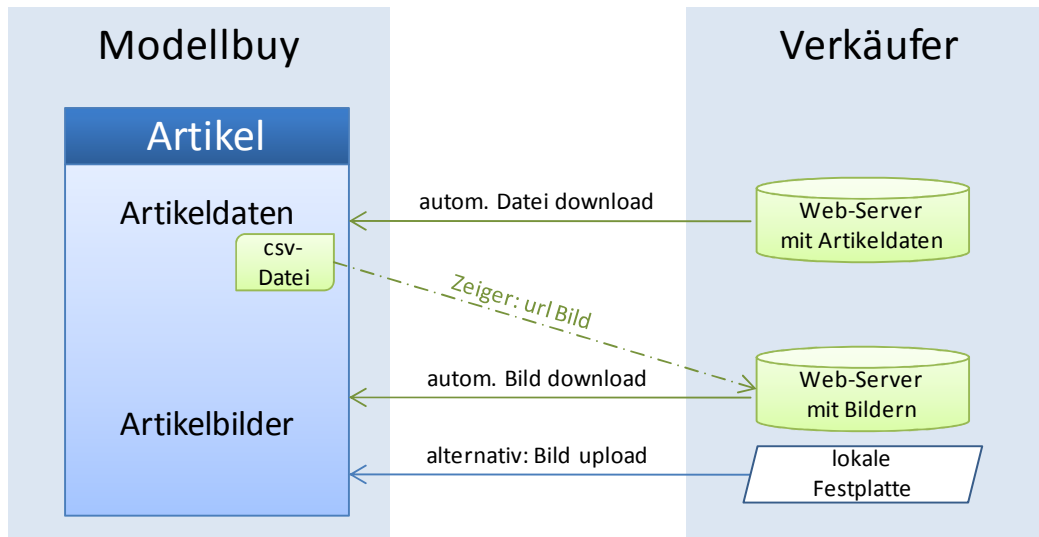 Modellbuy
Verkäufer
Artikel
Artikeldaten
csv-
Datei
autom. Datei download
Web-Server
mit Artikeldaten
Zeiger: url Bild
autom. Bild download
Web-Server
mit Bildern
Artikelbilder
alternativ: Bild upload
lokale
Festplatte